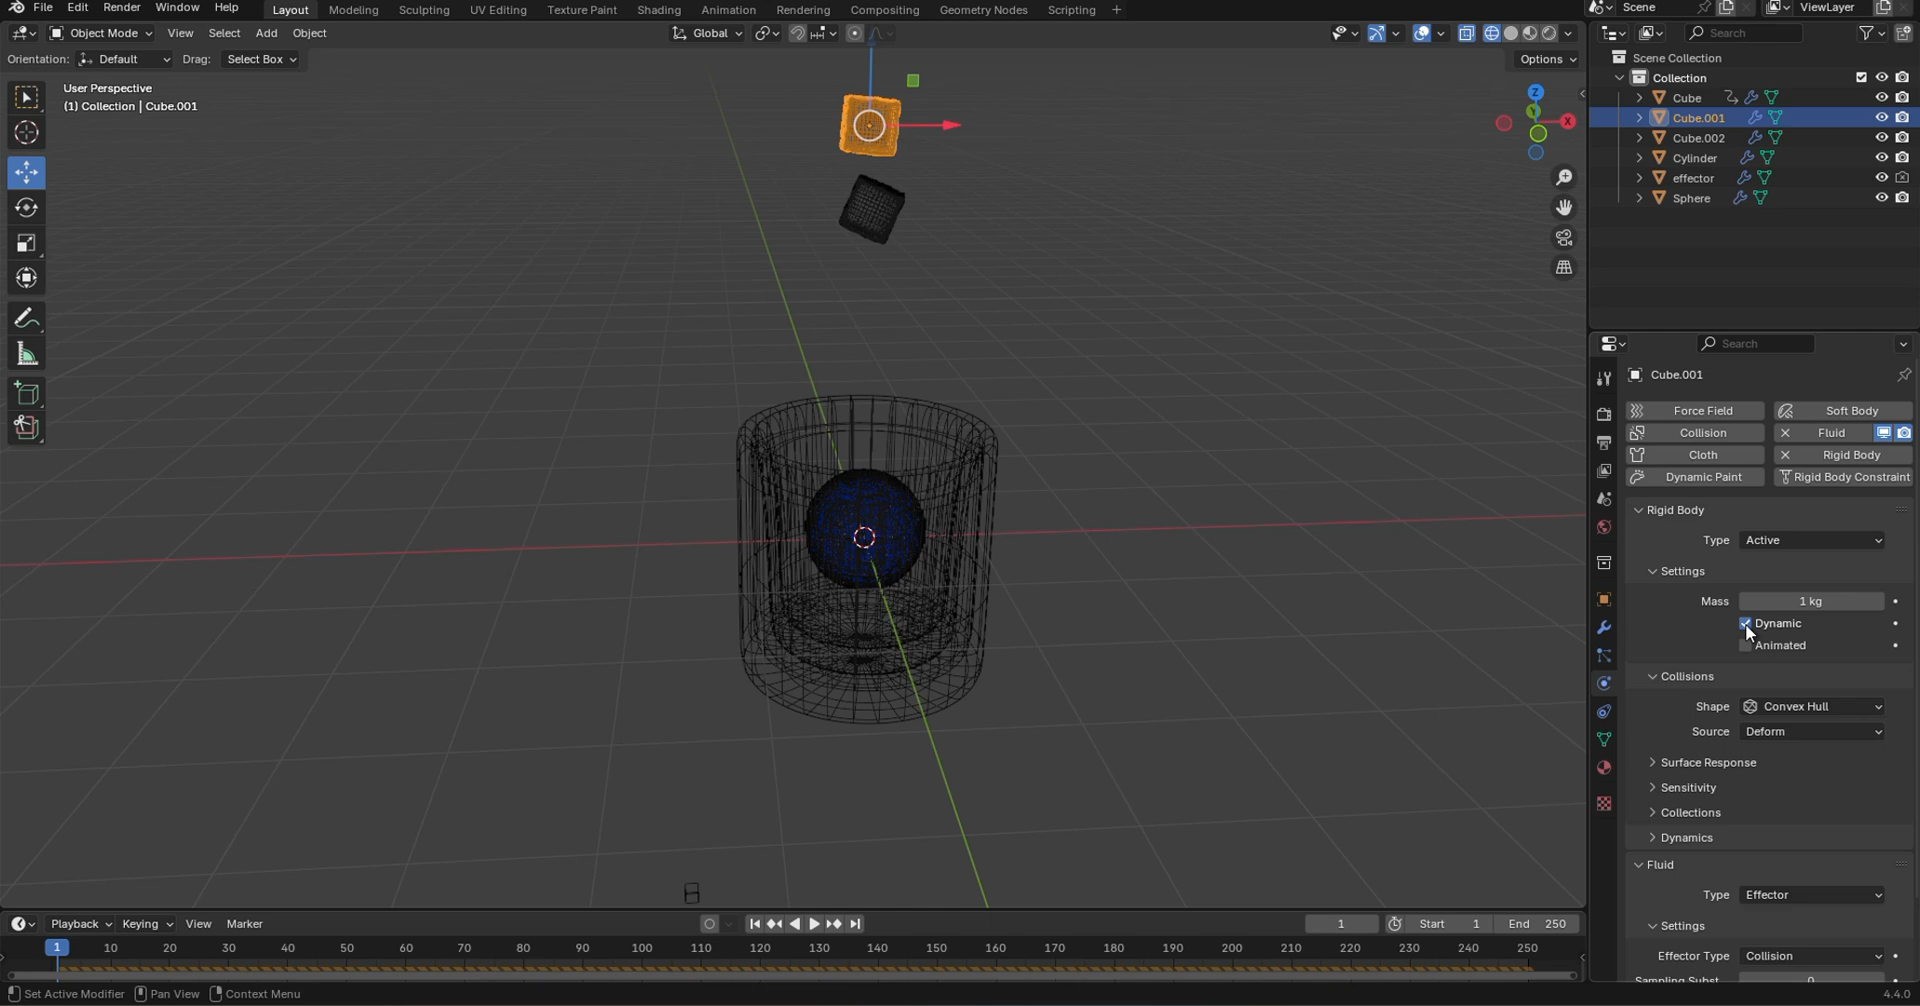 File Edit Render Window Help Layout Modeling Sculpting UV Editing Texture Paint Shading Animation Rendering Compositing Geometry Nodes Scripting + Scene ViewLayer
Object Mode View Select Add Object Global Search
Orientation: Default Drag: Select Box Options
User Perspective
(1) Collection | Cube.001
Z
Y
X
Scene Collection
Collection
Cube
Cube.001
Cube.002
Cylinder
effector
Sphere
Search
Cube.001
Force Field Soft Body
Collision Fluid
Cloth Rigid Body
Dynamic Paint Rigid Body Constraint
Rigid Body
Type Active
Settings
Mass 1 kg
Dynamic
Animated
Collisions
Shape Convex Hull
Source Deform
Surface Response
Sensitivity
Collections
Dynamics
Fluid
Type Effector
Settings
Effector Type Collision
Sampling Subst 0
Playback Keying View Marker 1 Start 1 End 250
1 10 20 30 40 50 60 70 80 90 100 110 120 130 140 150 160 170 180 190 200 210 220 230 240 250
Set Active Modifier Pan View Context Menu 4.4.0